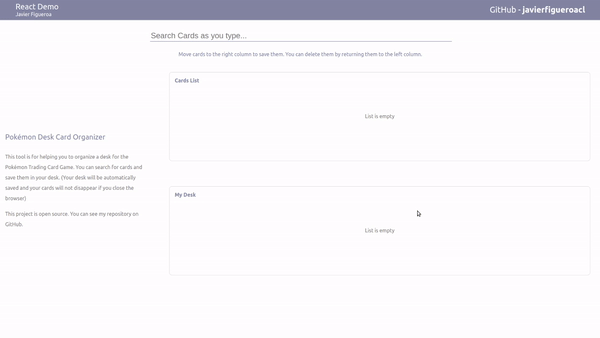 React Demo
Javier Figueroa
GitHub - javierfigueroacl
Search Cards as you type...
Move cards to the right column to save them. You can delete them by returning them to the left column.
Cards List
List is empty
Pokémon Desk Card Organizer
This tool is for helping you to organize a desk for the
Pokémon Trading Card Game. You can search for cards and
save them in your desk. (Your desk will be automatically
saved and your cards will not disappear if you close the
browser)
This project is open source. You can see my repository on
GitHub.
My Desk
List is empty